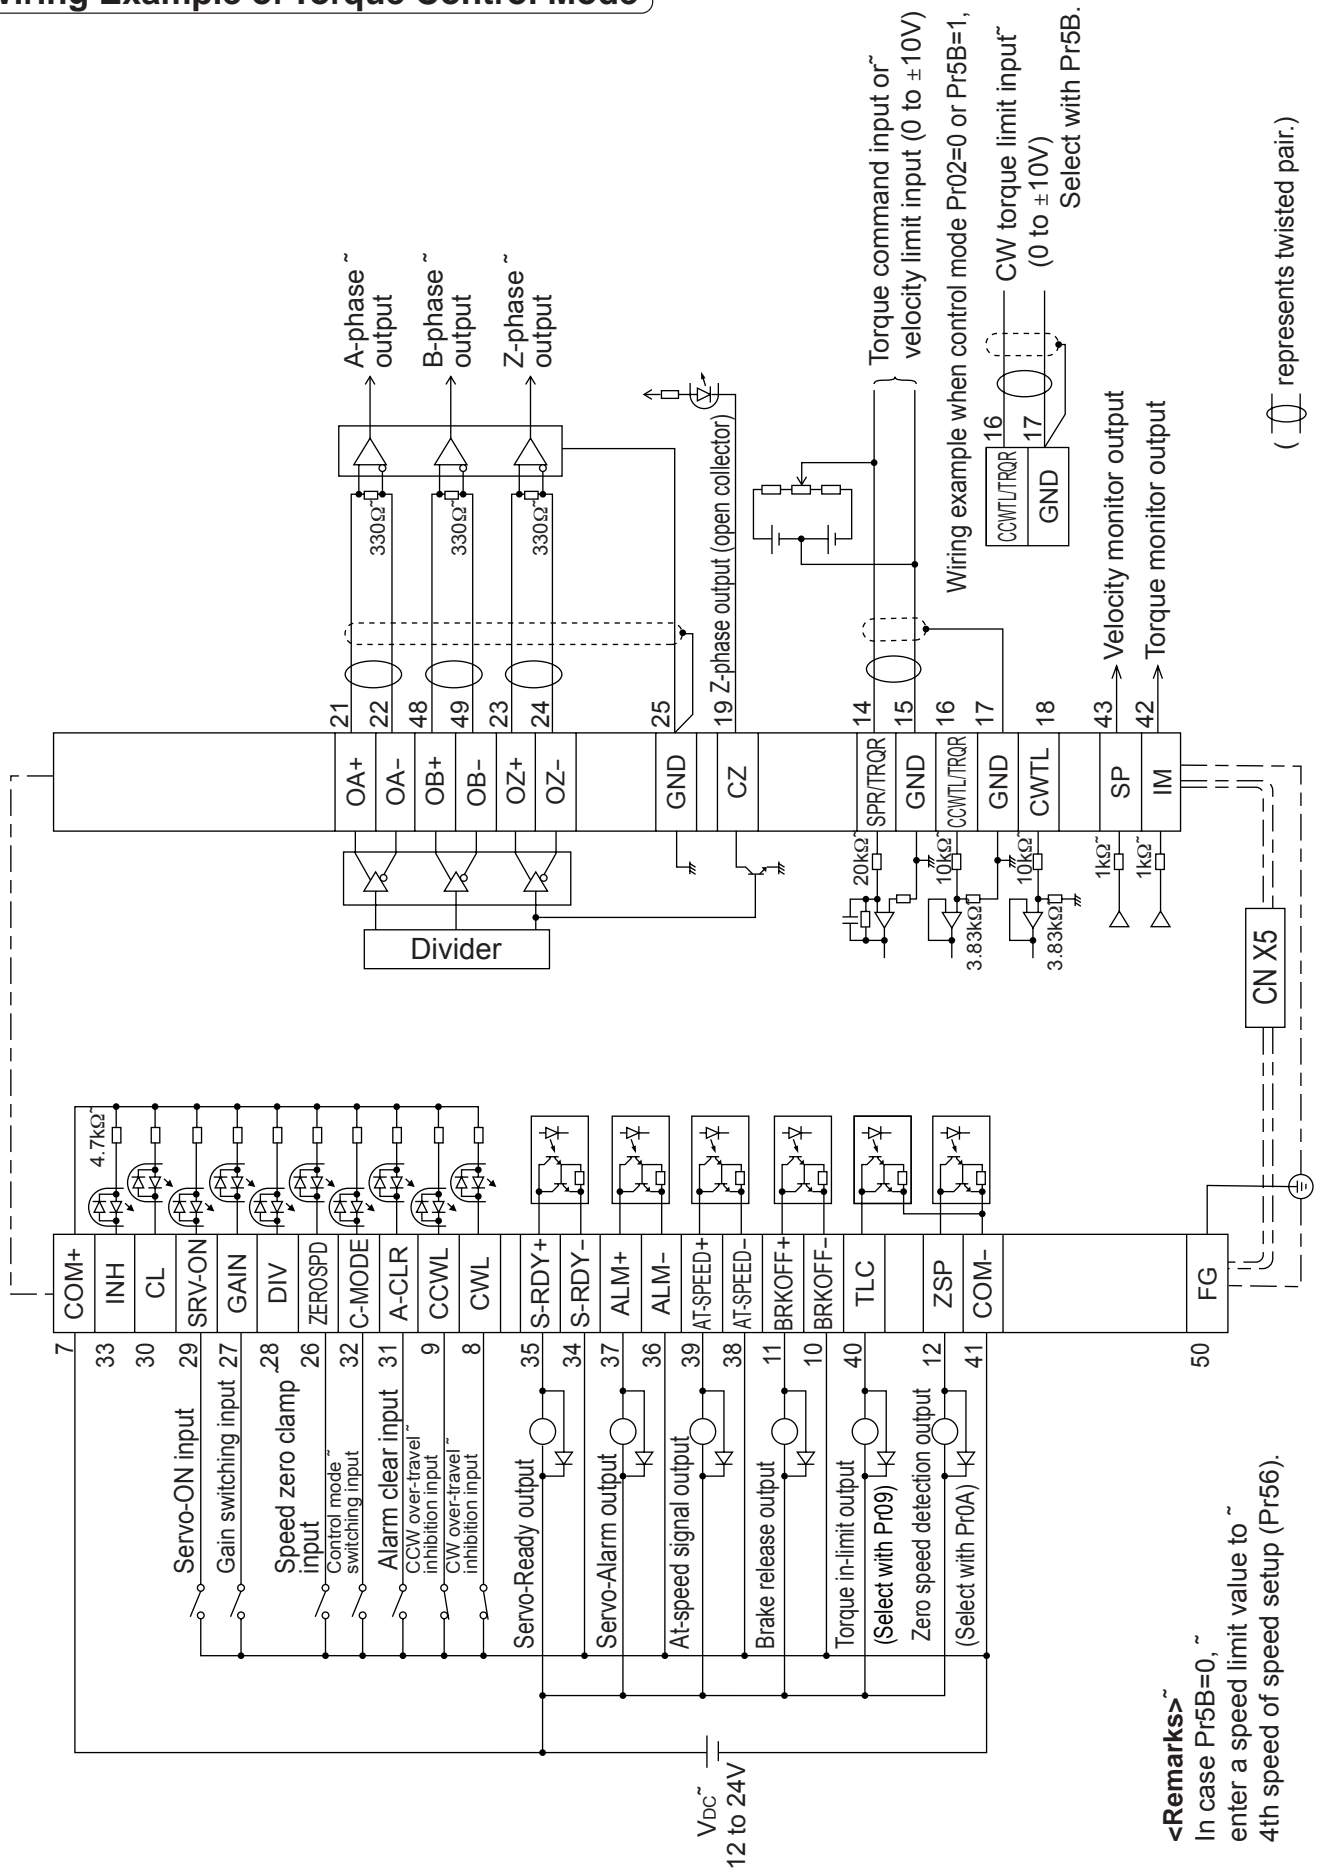 Wiring Example of Torque Control Mode
VDC~
12 to 24V
Servo-ON input
Gain switching input
Speed zero clamp~
input
Control mode~
switching input
Alarm clear input
CCW over-travel~
inhibition input
CW over-travel~
inhibition input
Servo-Ready output
Servo-Alarm output
At-speed signal output
Brake release output
Torque in-limit output
(Select with Pr09)
Zero speed detection output
(Select with Pr0A)
7 COM+
33 INH
30 CL
29 SRV-ON
27 GAIN
28 DIV
26 ZEROSPD
32 C-MODE
31 A-CLR
9 CCWL
8 CWL
35 S-RDY+
34 S-RDY−
37 ALM+
36 ALM−
39 AT-SPEED+
38 AT-SPEED−
11 BRKOFF+
10 BRKOFF−
40 TLC
12 ZSP
41 COM−
50 FG
4.7kΩ~
CN X5
Divider
OA+ 21
OA− 22
OB+ 48
OB− 49
OZ+ 23
OZ− 24
GND 25
CZ 19 Z-phase output (open collector)
330Ω~
330Ω~
330Ω~
A-phase~
output
B-phase~
output
Z-phase~
output
20kΩ~
10kΩ~
3.83kΩ~
10kΩ~
3.83kΩ~
1kΩ~
1kΩ~
SPR/TRQR 14
GND 15
CCWTL/TRQR 16
GND 17
CWTL 18
SP 43
IM 42
Torque command input or~
velocity limit input (0 to ±10V)
Wiring example when control mode Pr02=0 or Pr5B=1,
CCWTL/TRQR 16
GND 17
CW torque limit input~
(0 to ±10V)
Select with Pr5B.
Velocity monitor output
Torque monitor output
( represents twisted pair.)
<Remarks>~
In case Pr5B=0, ~
enter a speed limit value to~
4th speed of speed setup (Pr56).